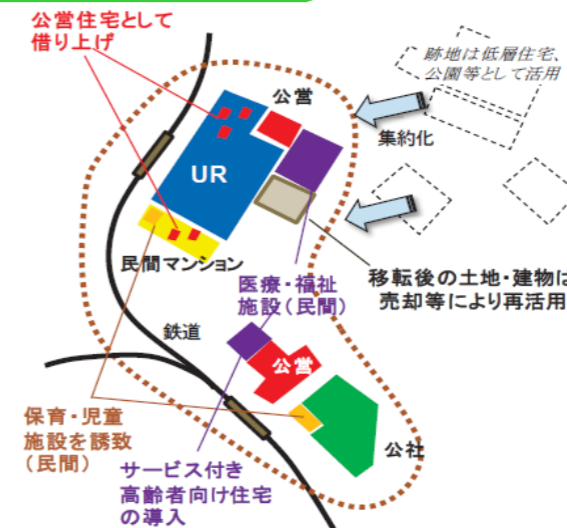 公営住宅として
借り上げ
跡地は低層住宅、
公園等として活用
公営
集約化
UR
民間マンション
医療・福祉
施設(民間)
移転後の土地・建物は
売却等により再活用
鉄道
公営
保育・児童
施設を誘致
(民間)
公社
サービス付き
高齢者向け住宅
の導入